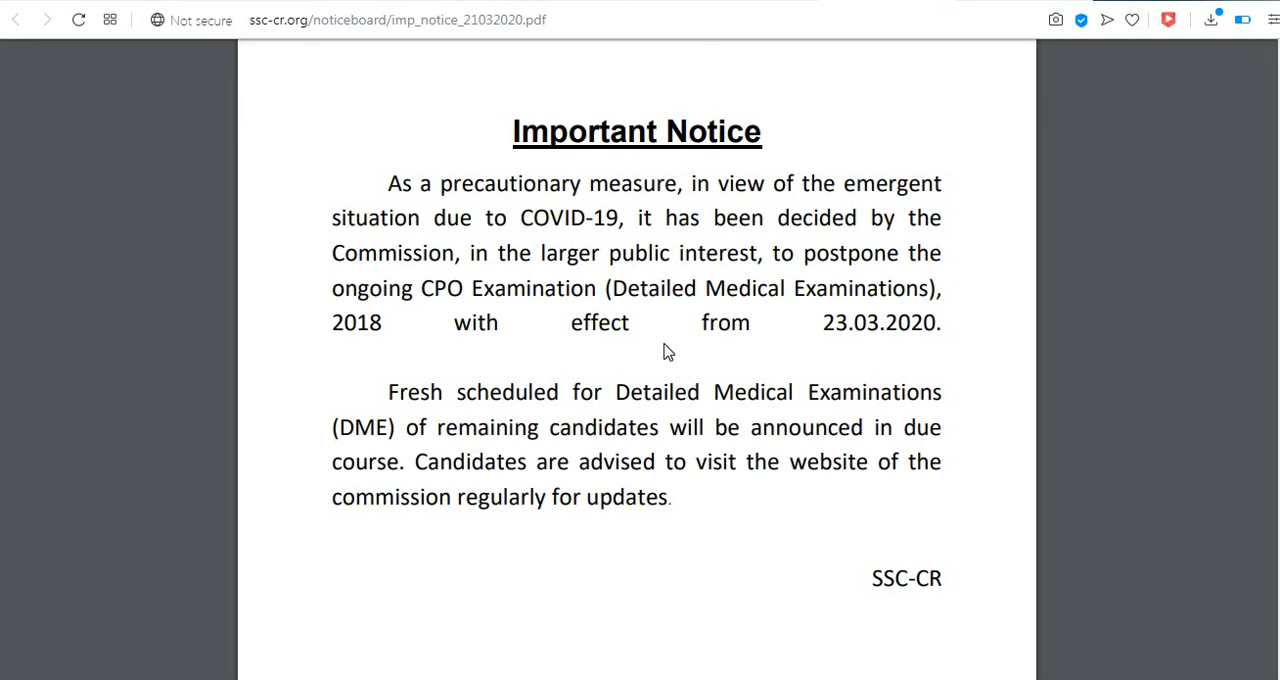 Not secure ssc-cr.org/noticeboard/imp_notice_21032020.pdf
Important Notice
As a precautionary measure, in view of the emergent
situation due to COVID-19, it has been decided by the
Commission, in the larger public interest, to postpone the
ongoing CPO Examination (Detailed Medical Examinations),
2018 with effect from 23.03.2020.
Fresh scheduled for Detailed Medical Examinations
(DME) of remaining candidates will be announced in due
course. Candidates are advised to visit the website of the
commission regularly for updates.
SSC-CR